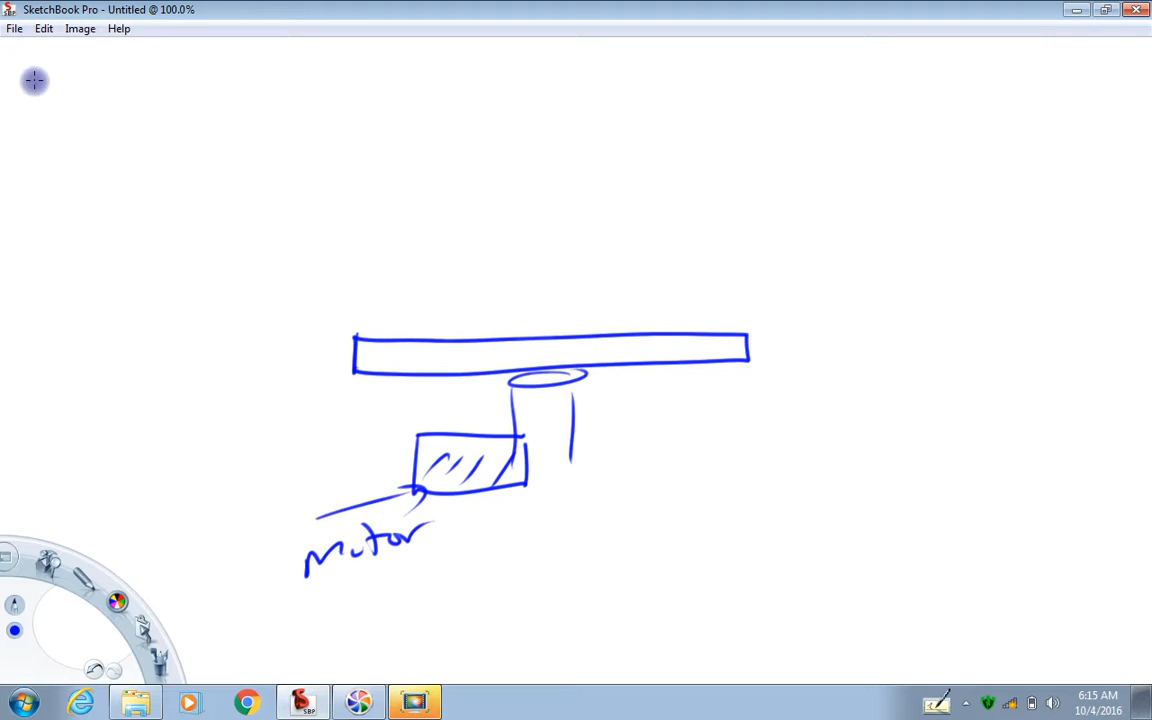 SketchBook Pro - Untitled @ 100.0%
File Edit Image Help
Motor
6:15 AM
10/4/2016